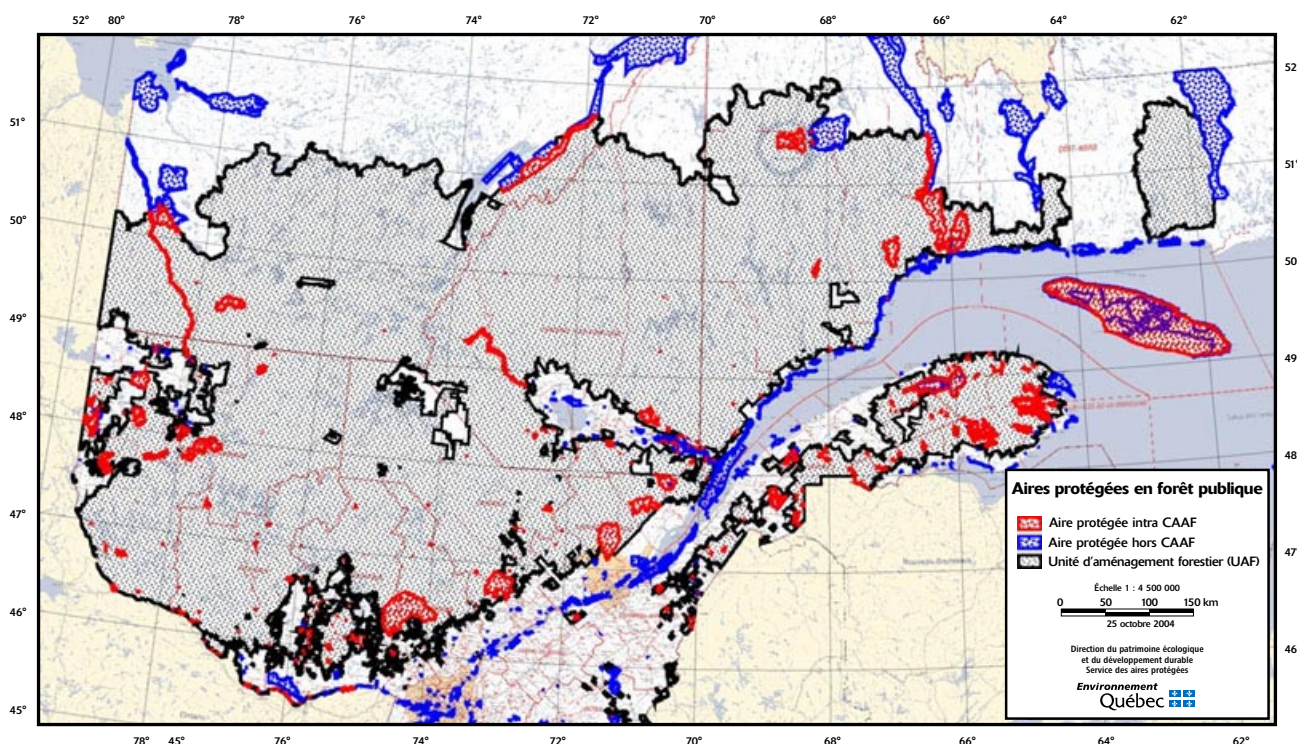 52° 80° 78° 76° 74° 72° 70° 68° 66° 64° 62°
52
51°
51°
50°
50
49°
49
48°
48
47°
47
46°
46
45°
Aires protégées en forêt publique
Aire protégée intra CAAF
Aire protégée hors CAAF
Unité d'aménagement forestier (UAF)
Échelle 1 : 4 500 000
0 50 100 150 km
25 octobre 2004
Direction du patrimoine écologique
et du développement durable
Service des aires protégées
Environnement
Québec
78° 45° 76° 74° 72° 70° 68° 66° 64° 62°